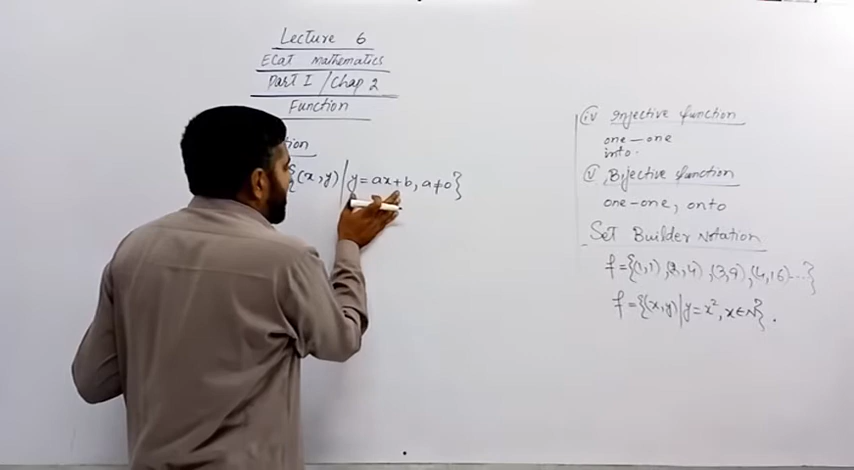 Lecture 6
ECat Mathematics
Part I / Chap 2
Function
{(x, y) | y = ax + b, a ≠ 0}
(iv) Injective function
one — one
into.
(v) Bijective function
one-one, onto
Set Builder Notation
f = {(1,1), (2,4), (3,9), (4,16) ...}
f = {(x, y) | y = x², x ∈ N}.